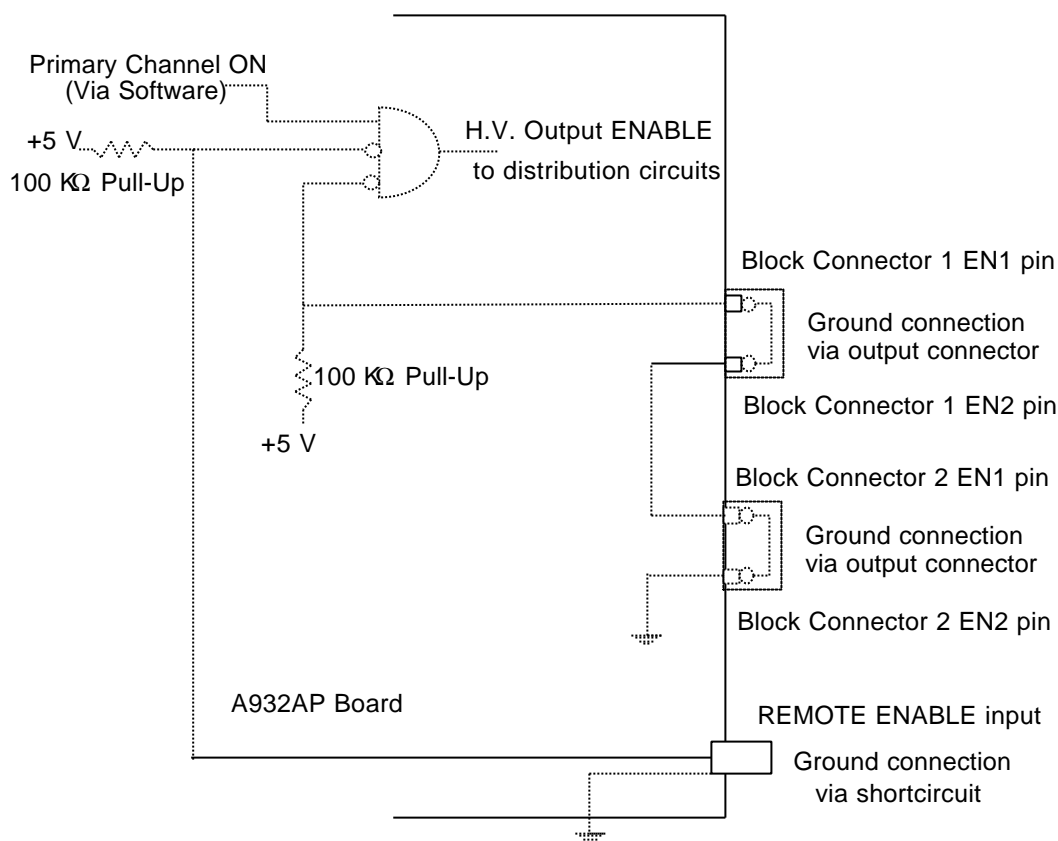 Primary Channel ON
(Via Software)
+5 V
100 KΩ Pull-Up
H.V. Output ENABLE
to distribution circuits
Block Connector 1 EN1 pin
Ground connection
via output connector
100 KΩ Pull-Up
+5 V
Block Connector 1 EN2 pin
Block Connector 2 EN1 pin
Ground connection
via output connector
Block Connector 2 EN2 pin
A932AP Board
REMOTE ENABLE input
Ground connection
via shortcircuit